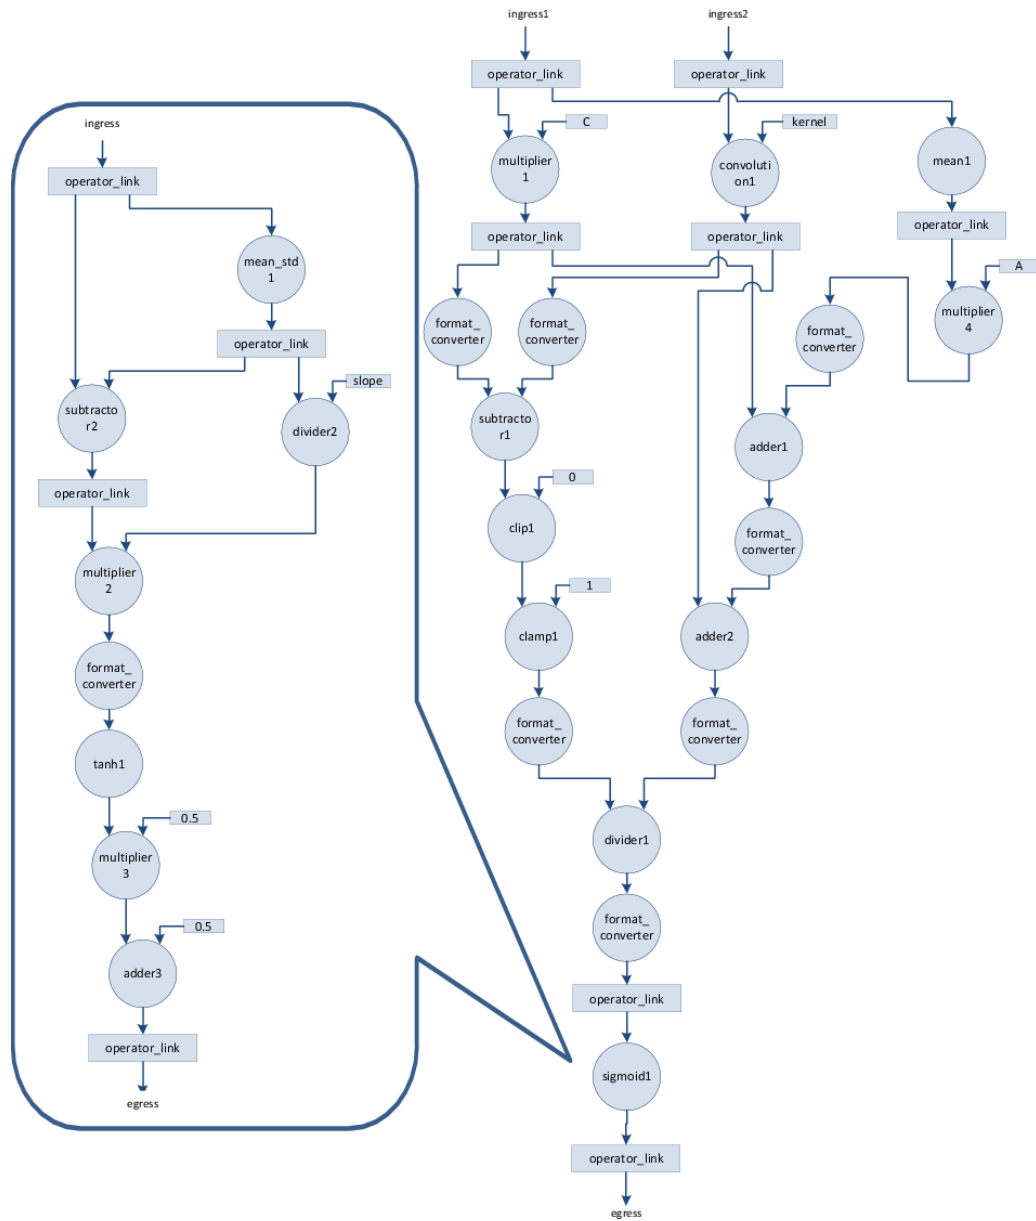 ingress
operator_link
mean_std
1
operator_link
slope
subtracto
r2
divider2
operator_link
multiplier
2
format_
converter
tanh1
0.5
multiplier
3
0.5
adder3
operator_link
egress
ingress1
ingress2
operator_link
operator_link
C
kernel
multiplier
1
convoluti
on1
mean1
operator_link
operator_link
operator_link
A
format_
converter
format_
converter
format_
converter
multiplier
4
subtracto
r1
adder1
0
clip1
format_
converter
1
clamp1
adder2
format_
converter
format_
converter
divider1
format_
converter
operator_link
sigmoid1
operator_link
egress